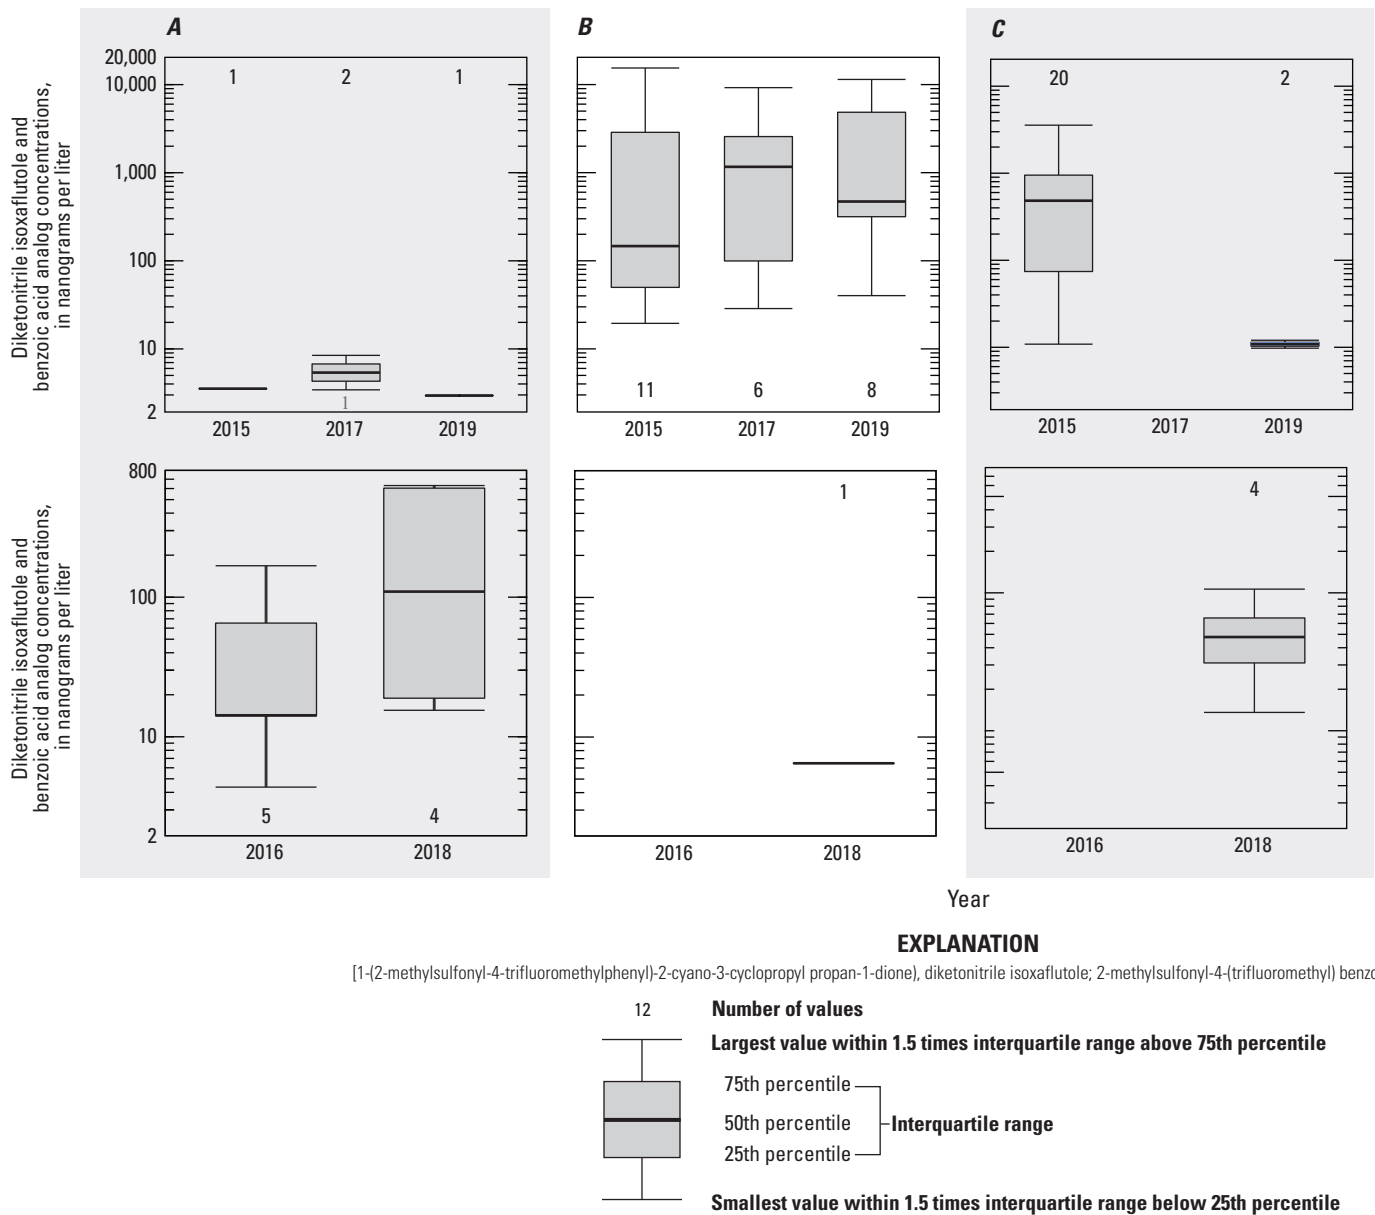 A
B
C
Diketonitrile isoxaflutole and
benzoic acid analog concentrations,
in nanograms per liter
20,000
10,000
1,000
100
10
2
1
2
1
1
2015
2017
2019
11
6
8
2015
2017
2019
20
2
2015
2017
2019
Diketonitrile isoxaflutole and
benzoic acid analog concentrations,
in nanograms per liter
800
100
10
2
5
4
2016
2018
1
2016
2018
4
2016
2018
Year
EXPLANATION
[1-(2-methylsulfonyl-4-trifluoromethylphenyl)-2-cyano-3-cyclopropyl propan-1-dione), diketonitrile isoxaflutole; 2-methylsulfonyl-4-(trifluoromethyl) benzo
12 Number of values
Largest value within 1.5 times interquartile range above 75th percentile
75th percentile
50th percentile
Interquartile range
25th percentile
Smallest value within 1.5 times interquartile range below 25th percentile